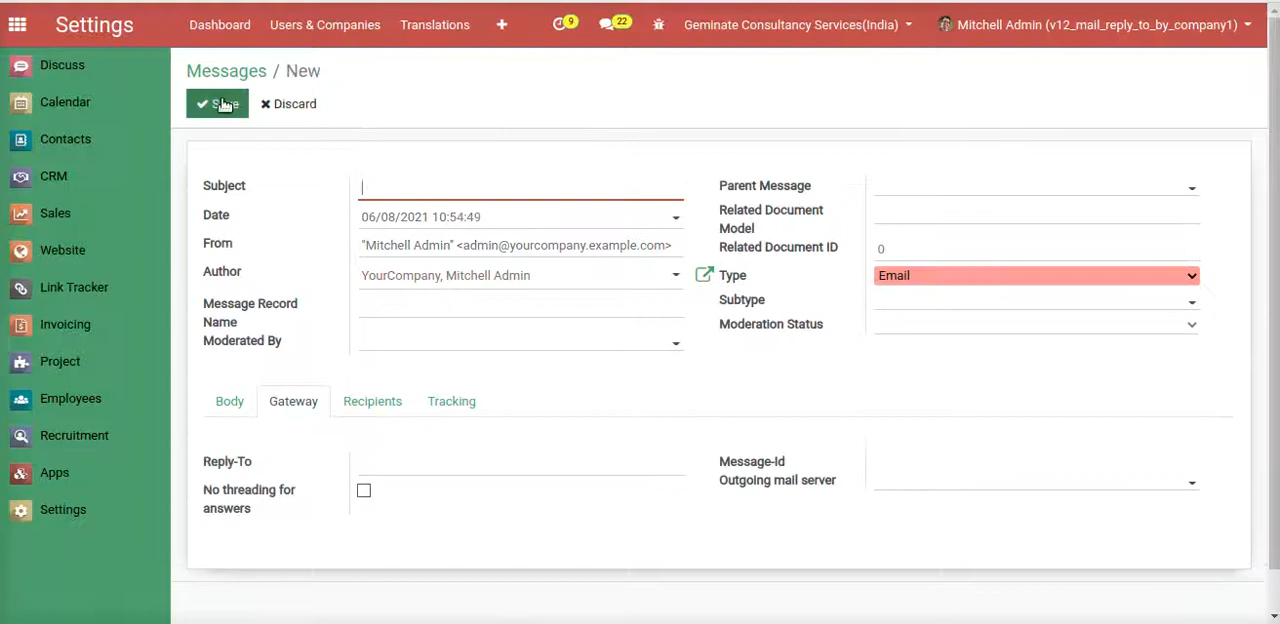 Settings
Dashboard
Users & Companies
Translations
9
22
Geminate Consultancy Services(India)
Mitchell Admin (v12_mail_reply_to_by_company1)
Discuss
Calendar
Contacts
CRM
Sales
Website
Link Tracker
Invoicing
Project
Employees
Recruitment
Apps
Settings
Messages / New
Save
Discard
Subject
Date
06/08/2021 10:54:49
From
"Mitchell Admin" <admin@yourcompany.example.com>
Author
YourCompany, Mitchell Admin
Message Record
Name
Moderated By
Parent Message
Related Document
Model
Related Document ID
0
Type
Email
Subtype
Moderation Status
Body
Gateway
Recipients
Tracking
Reply-To
No threading for
answers
Message-Id
Outgoing mail server